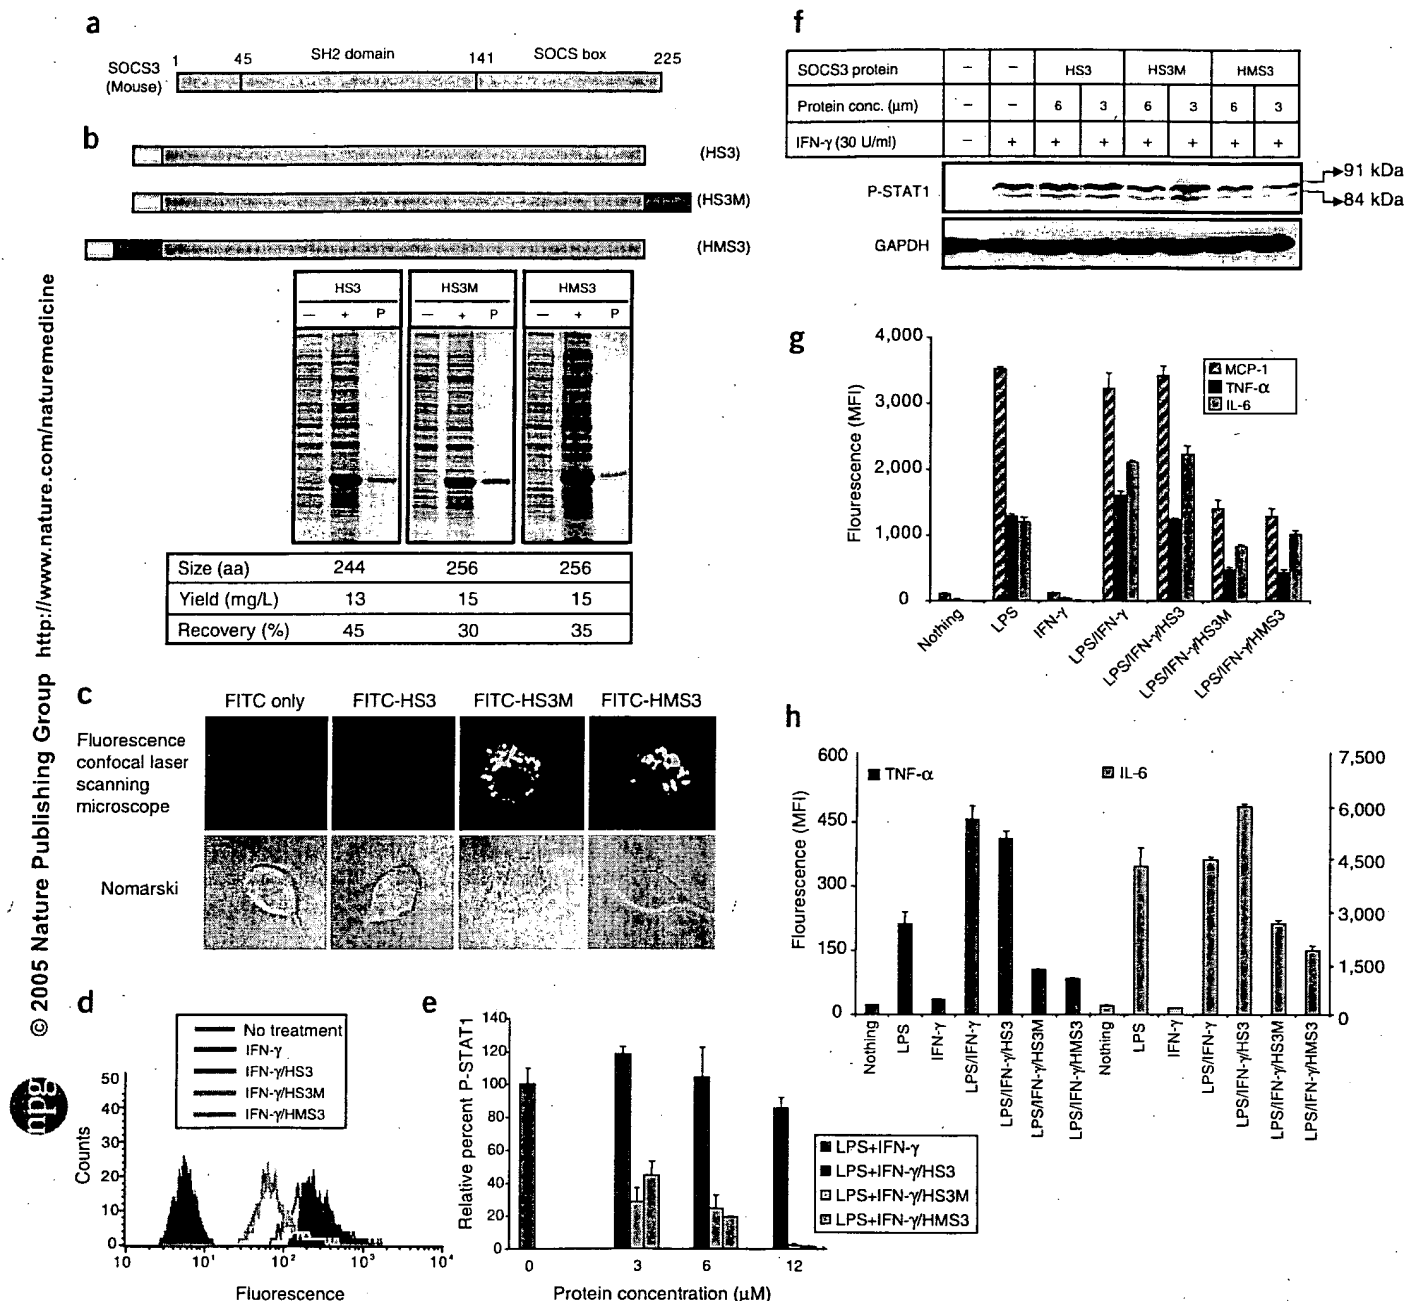 © 2005 Nature Publishing Group http://www.nature.com/naturemedicine
npg
a
1 45 SH2 domain 141 SOCS box 225
SOCS3
(Mouse)
b
(HS3)
(HS3M)
(HMS3)
HS3 HS3M HMS3
− + P − + P − + P
Size (aa) 244 256 256
Yield (mg/L) 13 15 15
Recovery (%) 45 30 35
c
FITC only FITC-HS3 FITC-HS3M FITC-HMS3
Fluorescence
confocal laser
scanning
microscope
Nomarski
d
No treatment
IFN-γ
IFN-γ/HS3
IFN-γ/HS3M
IFN-γ/HMS3
Counts
50
40
30
20
10
0
10 10¹ 10² 10³ 10⁴
Fluorescence
e
Relative percent P-STAT1
140
120
100
80
60
40
20
0
0 3 6 12
Protein concentration (μM)
LPS+IFN-γ
LPS+IFN-γ/HS3
LPS+IFN-γ/HS3M
LPS+IFN-γ/HMS3
f
SOCS3 protein − − HS3 HS3M HMS3
Protein conc. (μm) − − 6 3 6 3 6 3
IFN-γ (30 U/ml) − + + + + + + +
P-STAT1
91 kDa
84 kDa
GAPDH
g
Flourescence (MFI)
4,000
3,000
2,000
1,000
0
MCP-1
TNF-α
IL-6
Nothing
LPS
IFN-γ
LPS/IFN-γ
LPS/IFN-γ/HS3
LPS/IFN-γ/HS3M
LPS/IFN-γ/HMS3
h
Flourescence (MFI)
600
450
300
150
0
TNF-α IL-6
7,500
6,000
4,500
3,000
1,500
0
Nothing
LPS
IFN-γ
LPS/IFN-γ
LPS/IFN-γ/HS3
LPS/IFN-γ/HS3M
LPS/IFN-γ/HMS3
Nothing
LPS
IFN-γ
LPS/IFN-γ
LPS/IFN-γ/HS3
LPS/IFN-γ/HS3M
LPS/IFN-γ/HMS3